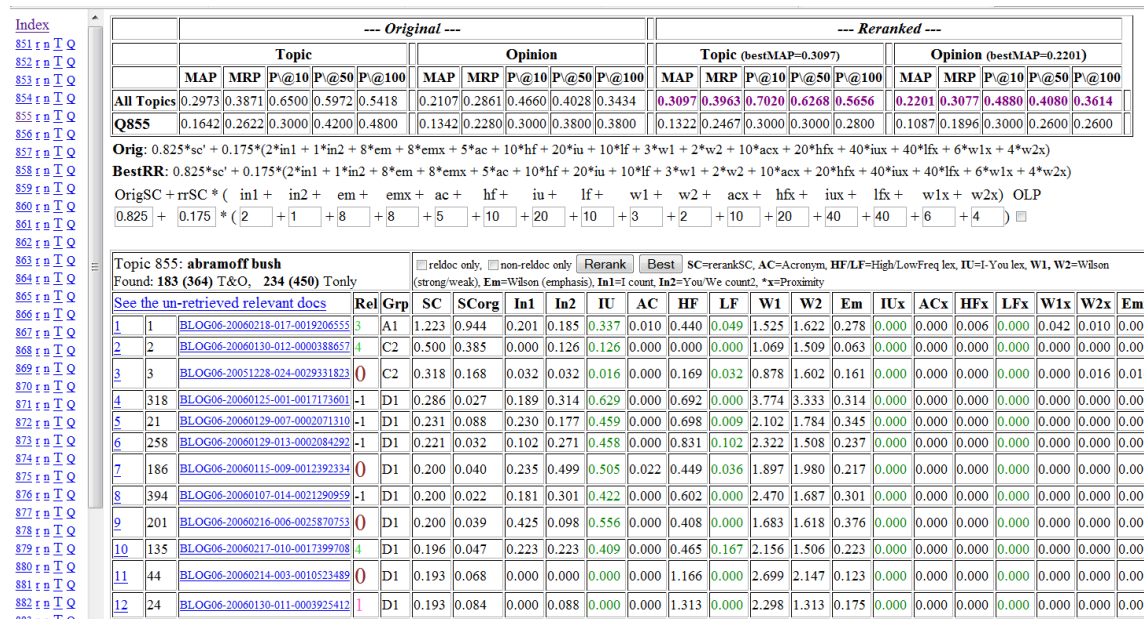 Index
851 r n T Q
852 r n T Q
853 r n T Q
854 r n T Q
855 r n T Q
856 r n T Q
857 r n T Q
858 r n T Q
859 r n T Q
860 r n T Q
861 r n T Q
862 r n T Q
863 r n T Q
864 r n T Q
865 r n T Q
866 r n T Q
867 r n T Q
868 r n T Q
869 r n T Q
870 r n T Q
871 r n T Q
872 r n T Q
873 r n T Q
874 r n T Q
875 r n T Q
876 r n T Q
877 r n T Q
878 r n T Q
879 r n T Q
880 r n T Q
881 r n T Q
882 r n T Q
--- Original --- --- Reranked ---
Topic Opinion Topic (bestMAP=0.3097) Opinion (bestMAP=0.2201)
MAP MRP P\@10 P\@50 P\@100 MAP MRP P\@10 P\@50 P\@100 MAP MRP P\@10 P\@50 P\@100 MAP MRP P\@10 P\@50 P\@100
All Topics 0.2973 0.3871 0.6500 0.5972 0.5418 0.2107 0.2861 0.4660 0.4028 0.3434 0.3097 0.3963 0.7020 0.6268 0.5656 0.2201 0.3077 0.4880 0.4080 0.3614
Q855 0.1642 0.2622 0.3000 0.4200 0.4800 0.1342 0.2280 0.3000 0.3800 0.3800 0.1322 0.2467 0.3000 0.3000 0.2800 0.1087 0.1896 0.3000 0.2600 0.2600
Orig: 0.825*sc' + 0.175*(2*in1 + 1*in2 + 8*em + 8*emx + 5*ac + 10*hf + 20*iu + 10*lf + 3*w1 + 2*w2 + 10*acx + 20*hfx + 40*iux + 40*lfx + 6*w1x + 4*w2x)
BestRR: 0.825*sc' + 0.175*(2*in1 + 1*in2 + 8*em + 8*emx + 5*ac + 10*hf + 20*iu + 10*lf + 3*w1 + 2*w2 + 10*acx + 20*hfx + 40*iux + 40*lfx + 6*w1x + 4*w2x)
OrigSC + rrSC * ( in1 + in2 + em + emx + ac + hf + iu + lf + w1 + w2 + acx + hfx + iux + lfx + w1x + w2x) OLP
0.825 + 0.175 * ( 2 + 1 + 8 + 8 + 5 + 10 + 20 + 10 + 3 + 2 + 10 + 20 + 40 + 40 + 6 + 4 )
Topic 855: abramoff bush
Found: 183 (364) T&O, 234 (450) Tonly
reldoc only, non-reldoc only Rerank Best SC=rerankSC, AC=Acronym, HF/LF=High/LowFreq lex, IU=I-You lex, W1, W2=Wilson
(strong/weak), Em=Wilson (emphasis), In1=I count, In2=You/We count2, *x=Proximity
See the un-retrieved relevant docs Rel Grp SC SCorg In1 In2 IU AC HF LF W1 W2 Em IUx ACx HFx LFx W1x W2x Em
1 1 BLOG06-20060218-017-0019206555 3 A1 1.223 0.944 0.201 0.185 0.337 0.010 0.440 0.049 1.525 1.622 0.278 0.000 0.000 0.006 0.000 0.042 0.010 0.00
2 2 BLOG06-20060130-012-0000388657 4 C2 0.500 0.385 0.000 0.126 0.126 0.000 0.000 0.000 1.069 1.509 0.063 0.000 0.000 0.000 0.000 0.000 0.000 0.00
3 3 BLOG06-20051228-024-0029331823 0 C2 0.318 0.168 0.032 0.032 0.016 0.000 0.169 0.032 0.878 1.602 0.161 0.000 0.000 0.000 0.000 0.000 0.016 0.01
4 318 BLOG06-20060125-001-0017173601 -1 D1 0.286 0.027 0.189 0.314 0.629 0.000 0.692 0.000 3.774 3.333 0.314 0.000 0.000 0.000 0.000 0.000 0.000 0.00
5 21 BLOG06-20060129-007-0002071310 -1 D1 0.231 0.088 0.230 0.177 0.459 0.000 0.698 0.009 2.102 1.784 0.345 0.000 0.000 0.000 0.000 0.000 0.000 0.00
6 258 BLOG06-20060129-013-0002084292 -1 D1 0.221 0.032 0.102 0.271 0.458 0.000 0.831 0.102 2.322 1.508 0.237 0.000 0.000 0.000 0.000 0.000 0.000 0.00
7 186 BLOG06-20060115-009-0012392334 0 D1 0.200 0.040 0.235 0.499 0.505 0.022 0.449 0.036 1.897 1.980 0.217 0.000 0.000 0.000 0.000 0.000 0.000 0.00
8 394 BLOG06-20060107-014-0021290959 -1 D1 0.200 0.022 0.181 0.301 0.422 0.000 0.602 0.000 2.470 1.687 0.301 0.000 0.000 0.000 0.000 0.000 0.000 0.00
9 201 BLOG06-20060216-006-0025870753 0 D1 0.200 0.039 0.425 0.098 0.556 0.000 0.408 0.000 1.683 1.618 0.376 0.000 0.000 0.000 0.000 0.000 0.000 0.00
10 135 BLOG06-20060217-010-0017399708 4 D1 0.196 0.047 0.223 0.223 0.409 0.000 0.465 0.167 2.156 1.506 0.223 0.000 0.000 0.000 0.000 0.000 0.000 0.00
11 44 BLOG06-20060214-003-0010523489 0 D1 0.193 0.068 0.000 0.000 0.000 0.000 1.166 0.000 2.699 2.147 0.123 0.000 0.000 0.000 0.000 0.000 0.000 0.00
12 24 BLOG06-20060130-011-0003925412 1 D1 0.193 0.084 0.000 0.088 0.000 0.000 1.313 0.000 2.298 1.313 0.175 0.000 0.000 0.000 0.000 0.000 0.000 0.00